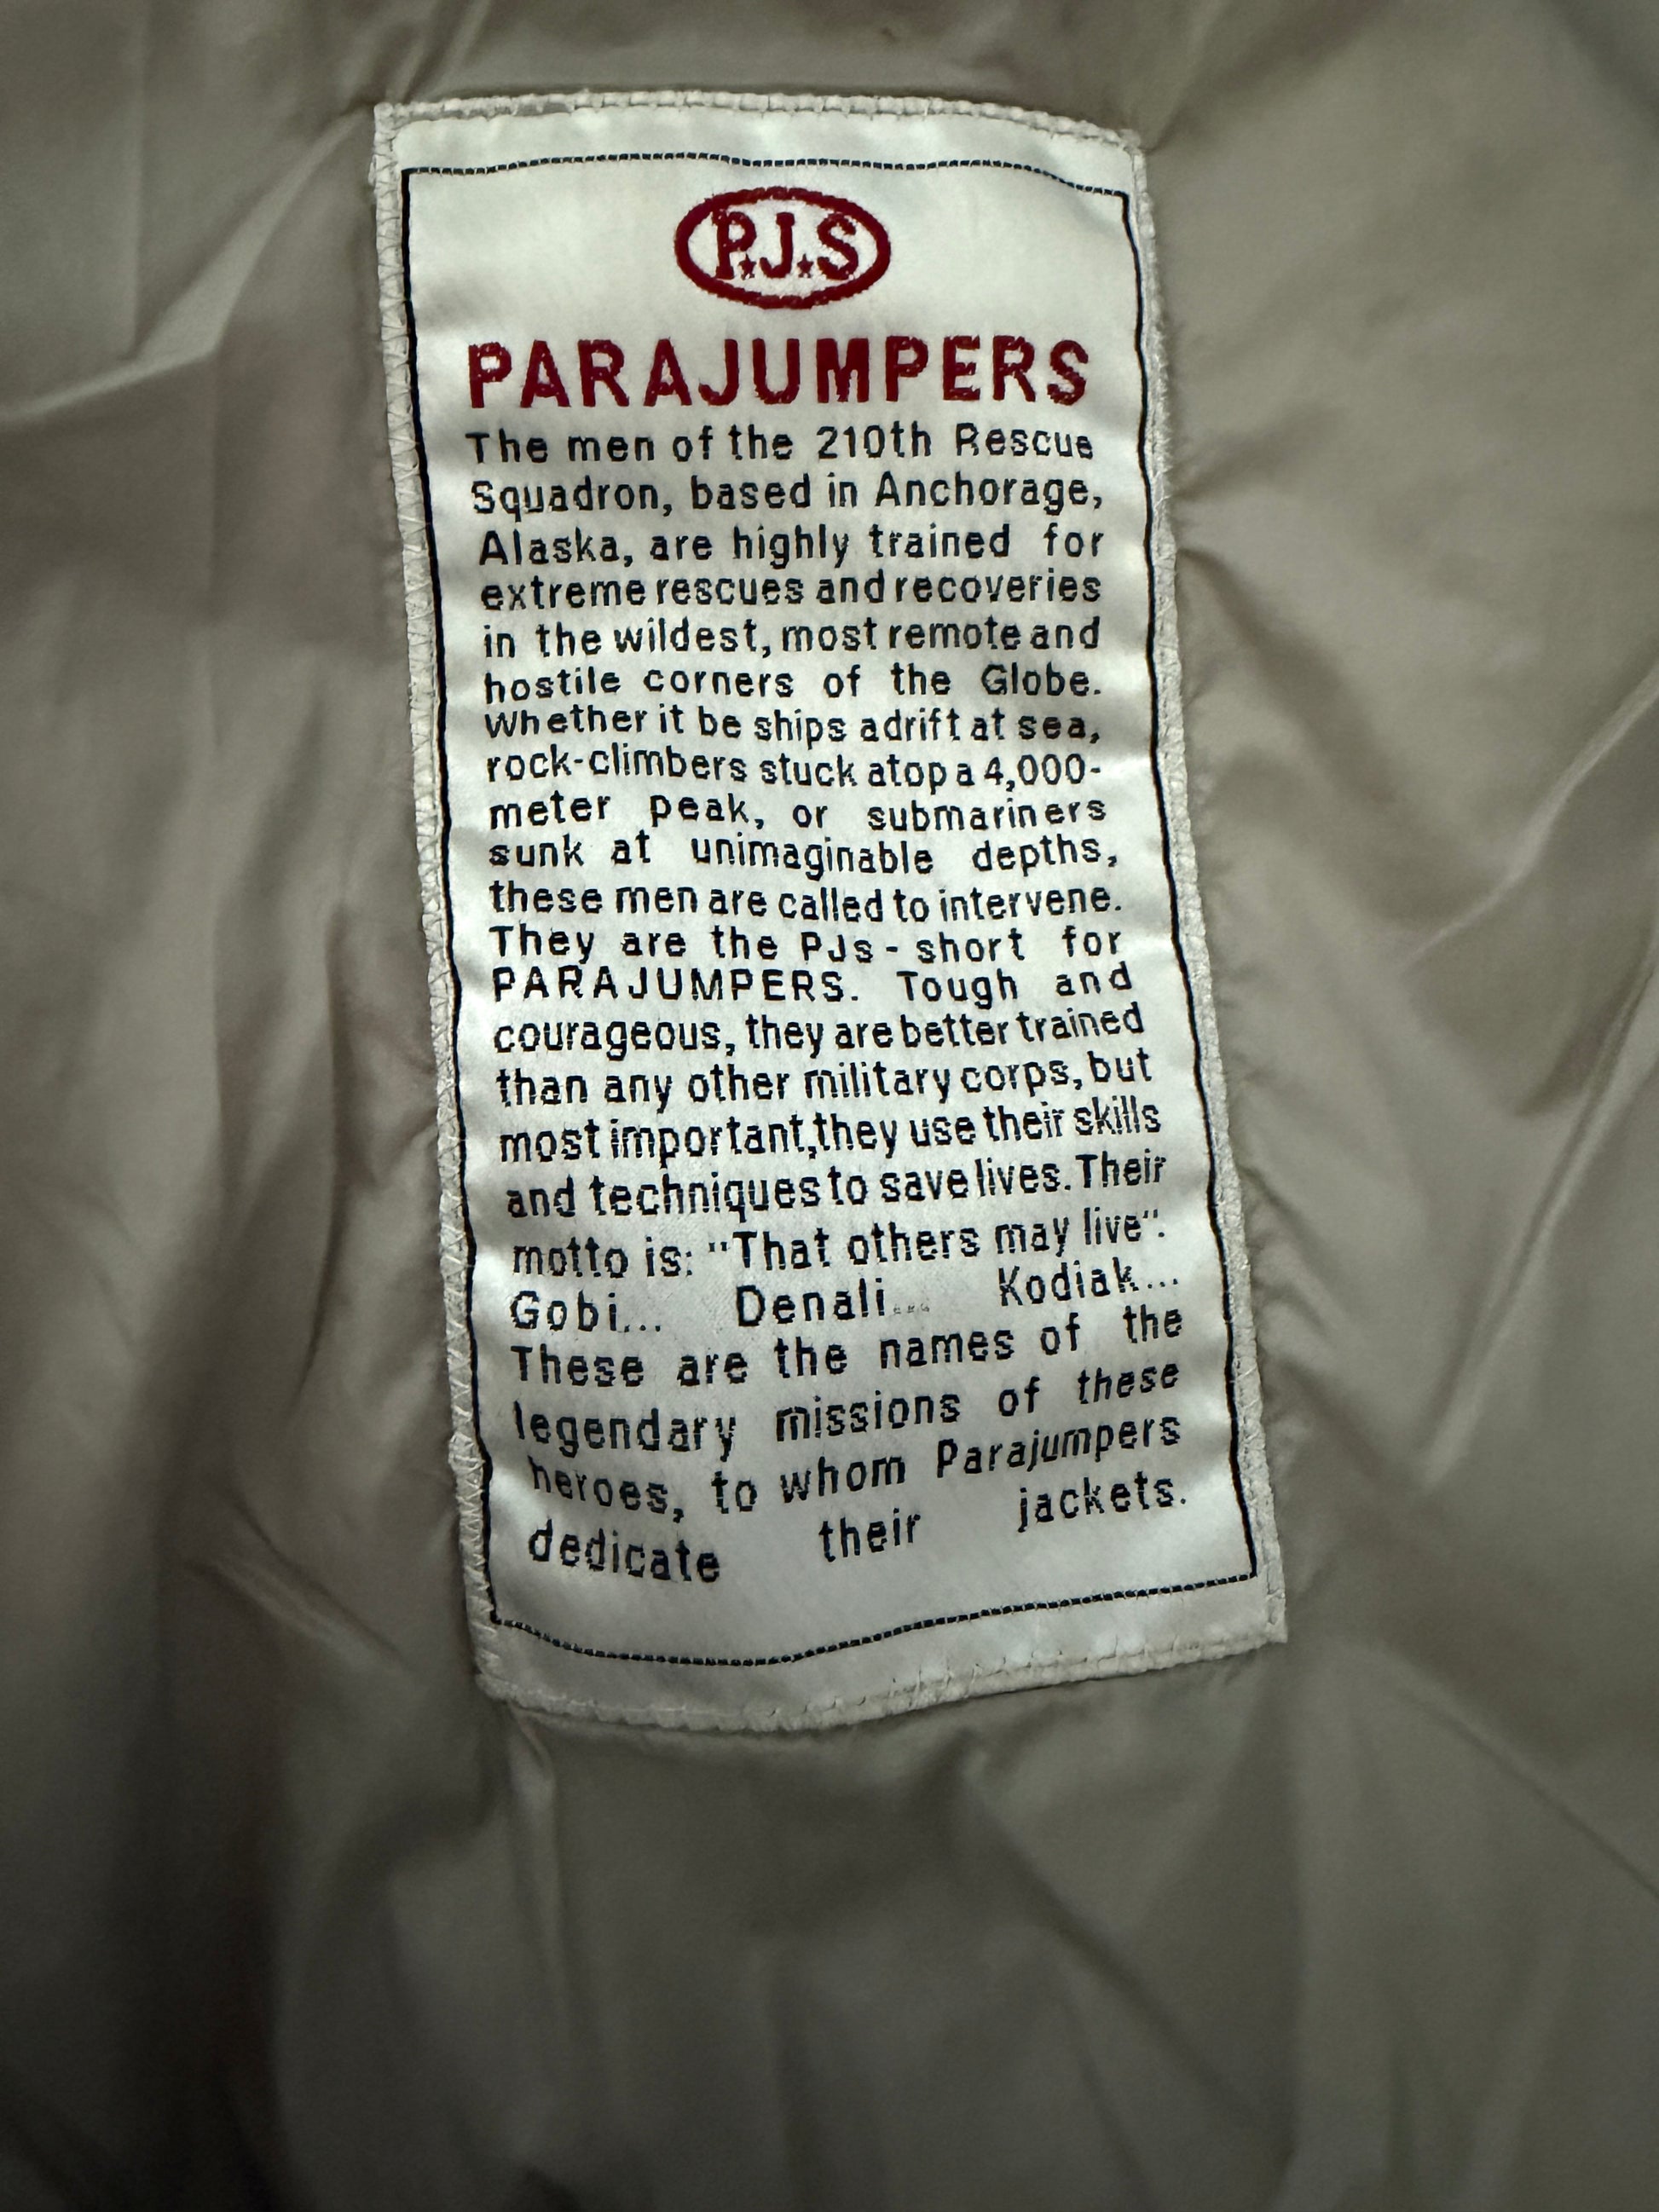 P.J.S
PARAJUMPERS
The men of the 210th Rescue
Squadron, based in Anchorage,
Alaska, are highly trained for
extreme rescues and recoveries
in the wildest, most remote and
hostile corners of the Globe.
Whether it be ships adrift at sea,
rock-climbers stuck atop a 4,000-
meter peak, or submariners
sunk at unimaginable depths,
these men are called to intervene.
They are the PJs - short for
PARAJUMPERS. Tough and
courageous, they are better trained
than any other military corps, but
most important,they use their skills
and techniques to save lives. Their
motto is: "That others may live".
Gobi... Denali... Kodiak...
These are the names of the
legendary missions of these
heroes, to whom Parajumpers
dedicate their jackets.